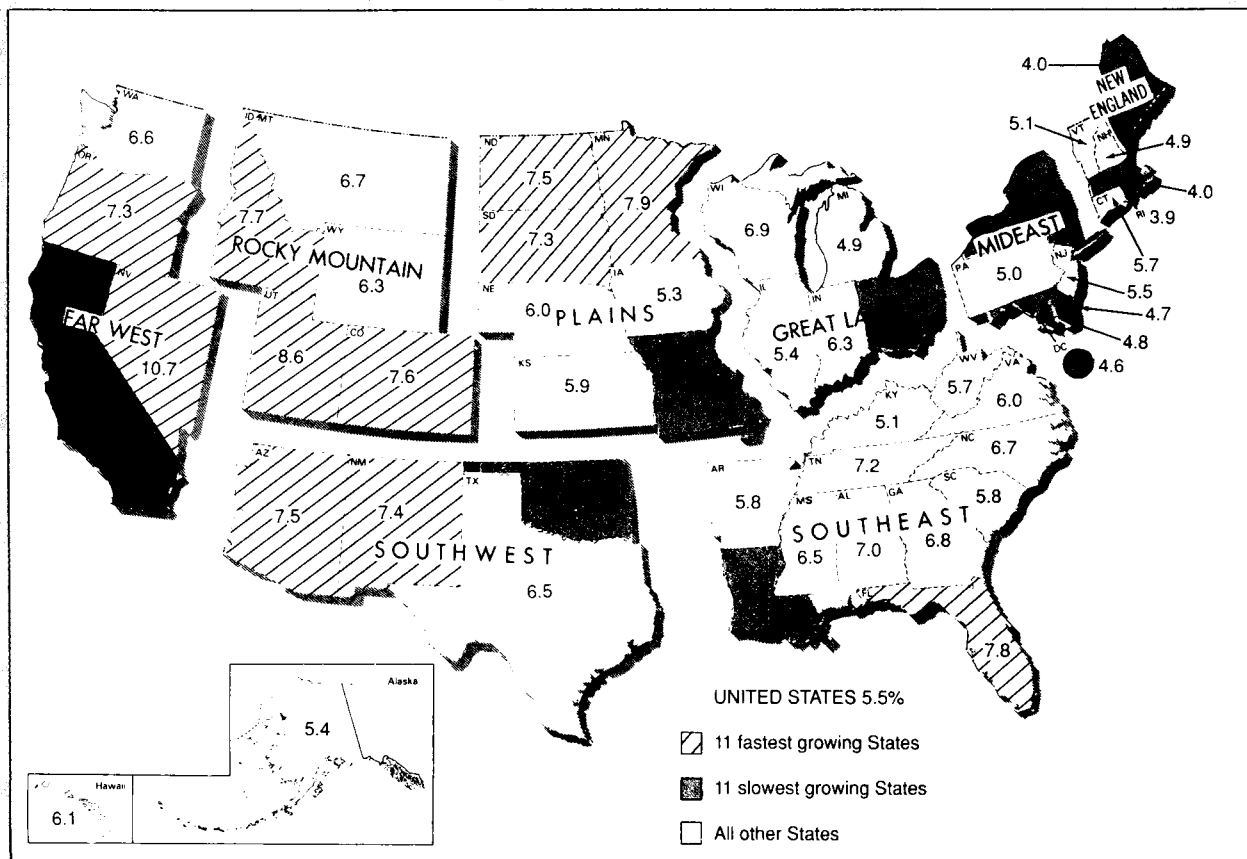 4.0
NEW
ENGLAND
WA
6.6
OR
7.3
ID MT
6.7
7.7
WY
ROCKY MOUNTAIN
6.3
ND
7.5
MN
7.9
SD
7.3
NE
6.0
IA
5.3
PLAINS
WI
6.9
MI
4.9
IL
5.4
IN
6.3
GREAT LA
5.1
VT
NH
4.9
4.0
CT
RI
3.9
5.7
MIDEAST
PA
5.0
NJ
5.5
4.7
4.8
DC
4.6
NV
FAR WEST
10.7
UT
8.6
CO
7.6
KS
5.9
WV
5.7
VA
6.0
KY
5.1
NC
6.7
TN
7.2
AR
5.8
MS
6.5
AL
7.0
GA
6.8
SC
5.8
SOUTHEAST
AZ
7.5
NM
7.4
TX
SOUTHWEST
6.5
FL
7.8
Alaska
5.4
Hawaii
6.1
UNITED STATES 5.5%
11 fastest growing States
11 slowest growing States
All other States